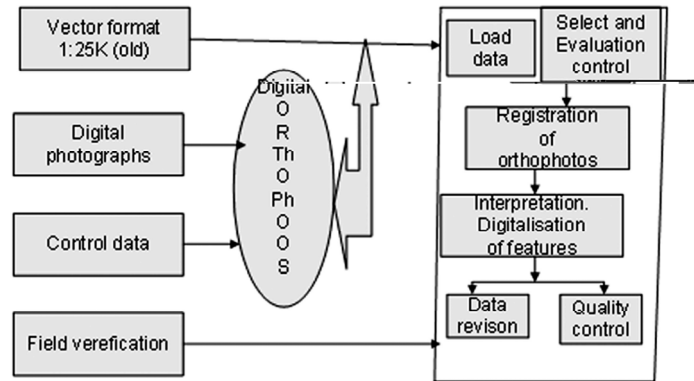 Vector format
1:25K (old)
Digital
photographs
Control data
Field verefication
Digital
O
R
Th
O
Ph
O
O
S
Load
data
Select and
Evaluation
control
Registration
of
orthophotos
Interpretation.
Digitalisation
of features
Data
revison
Quality
control